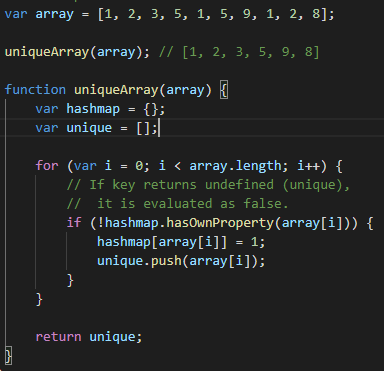 var array = [1, 2, 3, 5, 1, 5, 9, 1, 2, 8];
uniqueArray(array); // [1, 2, 3, 5, 9, 8]
function uniqueArray(array) {
    var hashmap = {};
    var unique = [];
    for (var i = 0; i < array.length; i++) {
        // If key returns undefined (unique),
        //  it is evaluated as false.
        if (!hashmap.hasOwnProperty(array[i])) {
            hashmap[array[i]] = 1;
            unique.push(array[i]);
        }
    }
    return unique;
}